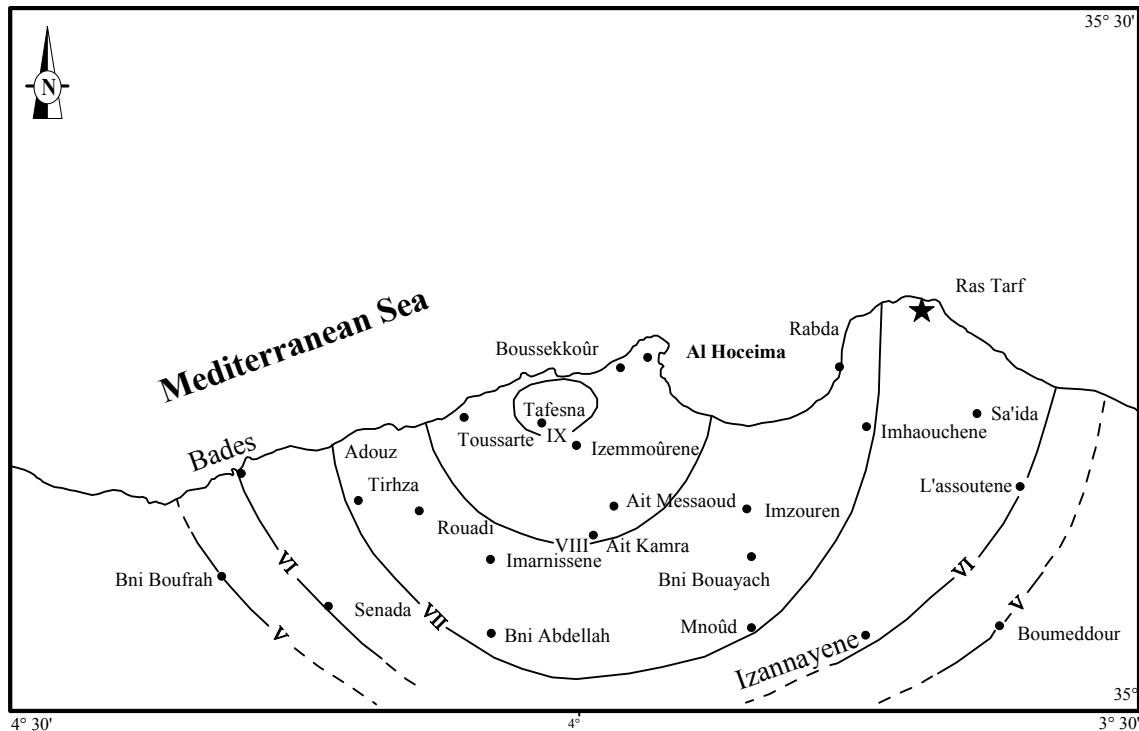 35° 30'
N
Ras Tarf
Mediterranean Sea
Rabda
Boussekkoûr
Al Hoceima
Tafesna
Toussarte
IX
Izemmoûrene
Imhaouchene
Sa'ida
Bades
Adouz
Tirhza
L'assoutene
Rouadi
Ait Messaoud
Imzouren
VIII
Ait Kamra
Imarnissene
Bni Bouayach
Bni Boufrah
VI
VI
Senada
VII
V
V
Bni Abdellah
Mnoûd
Izannayene
Boumeddour
35°
4° 30'
4°
3° 30'